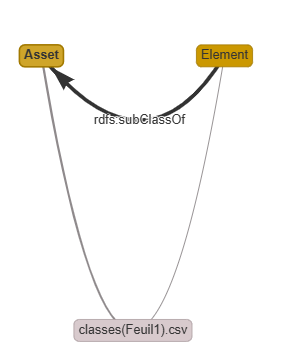 Asset
Element
rdfs:subClassOf
classes(Feuil1).csv